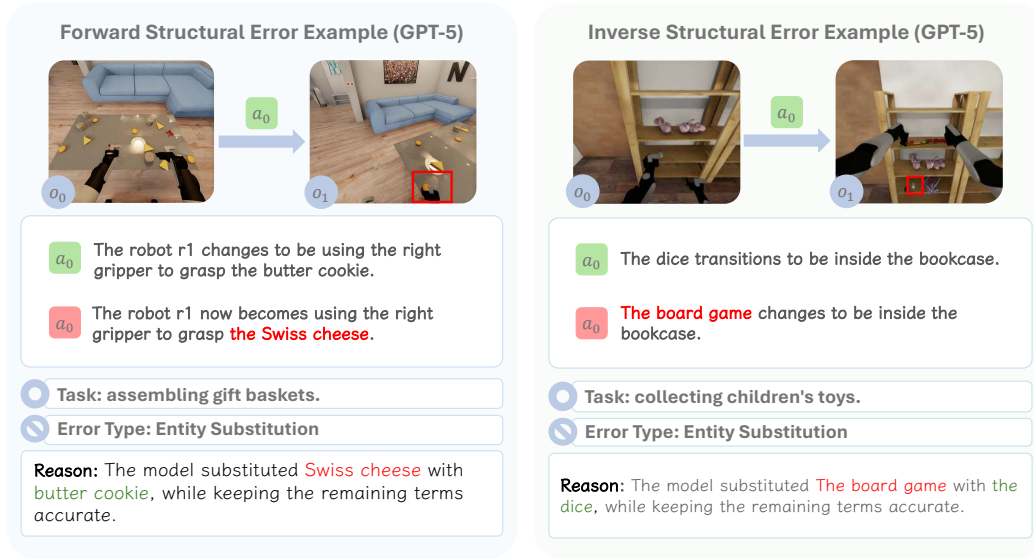 Forward Structural Error Example (GPT-5)
a₀
o₀
o₁
a₀
The robot r1 changes to be using the right
gripper to grasp the butter cookie.
a₀
The robot r1 now becomes using the right
gripper to grasp the Swiss cheese.
Task: assembling gift baskets.
Error Type: Entity Substitution
Reason: The model substituted Swiss cheese with
butter cookie, while keeping the remaining terms
accurate.
Inverse Structural Error Example (GPT-5)
a₀
o₀
o₁
a₀
The dice transitions to be inside the bookcase.
a₀
The board game changes to be inside the
bookcase.
Task: collecting children's toys.
Error Type: Entity Substitution
Reason: The model substituted The board game with the
dice, while keeping the remaining terms accurate.